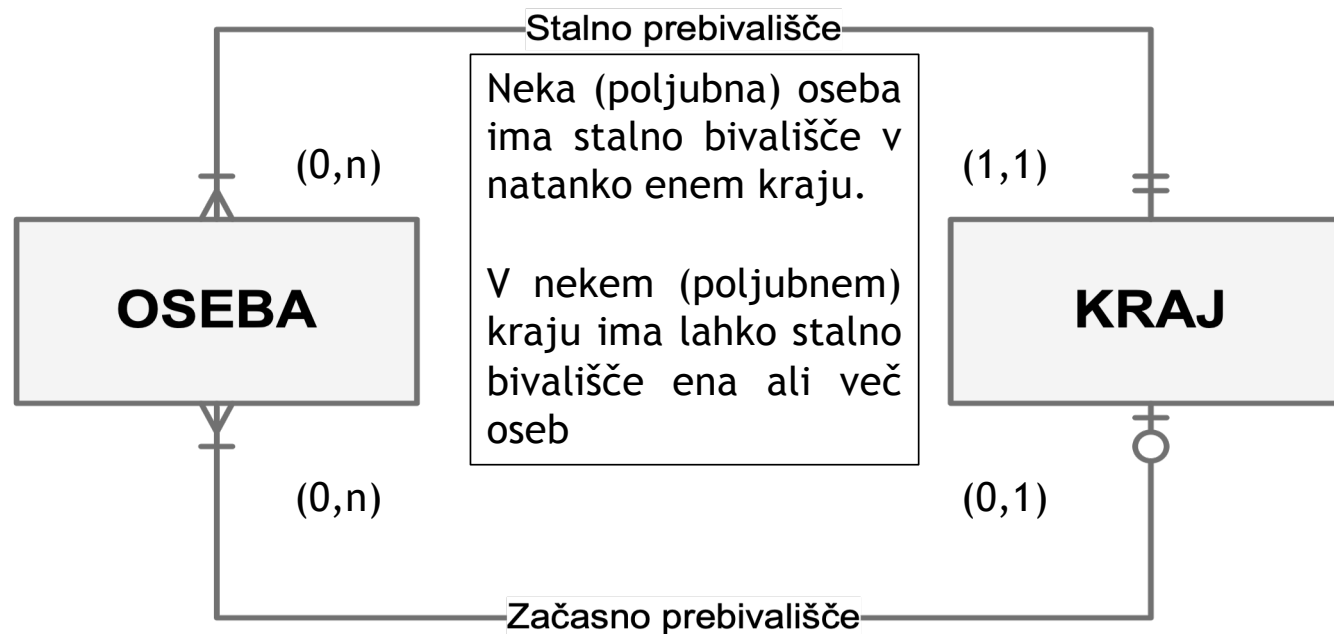 Stalno prebivališče
Neka (poljubna) oseba
ima stalno bivališče v
natanko enem kraju.
V nekem (poljubnem)
kraju ima lahko stalno
bivališče ena ali več
oseb
(0,n)
(1,1)
OSEBA
KRAJ
(0,n)
(0,1)
Začasno prebivališče